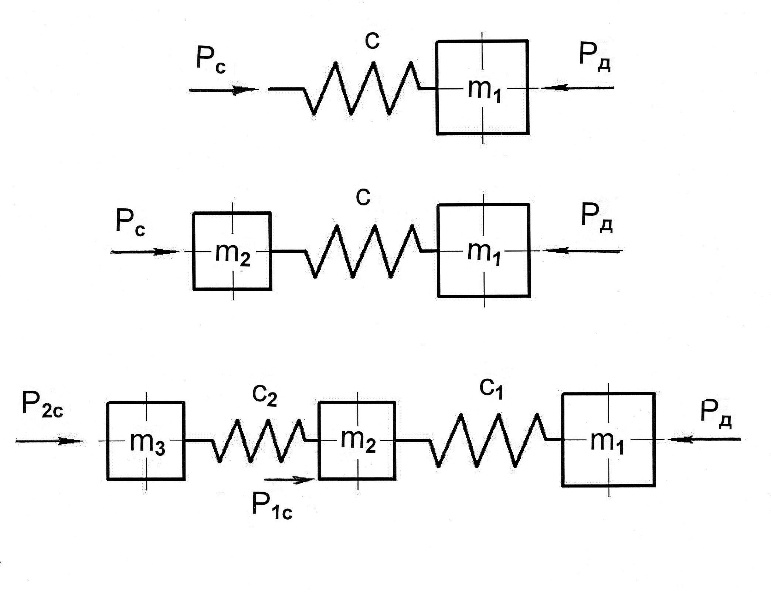 c
Pс Pд
m₁
c
Pс Pд
m₂ m₁
c₂ c₁
P₂с Pд
m₃ m₂ m₁
P₁с